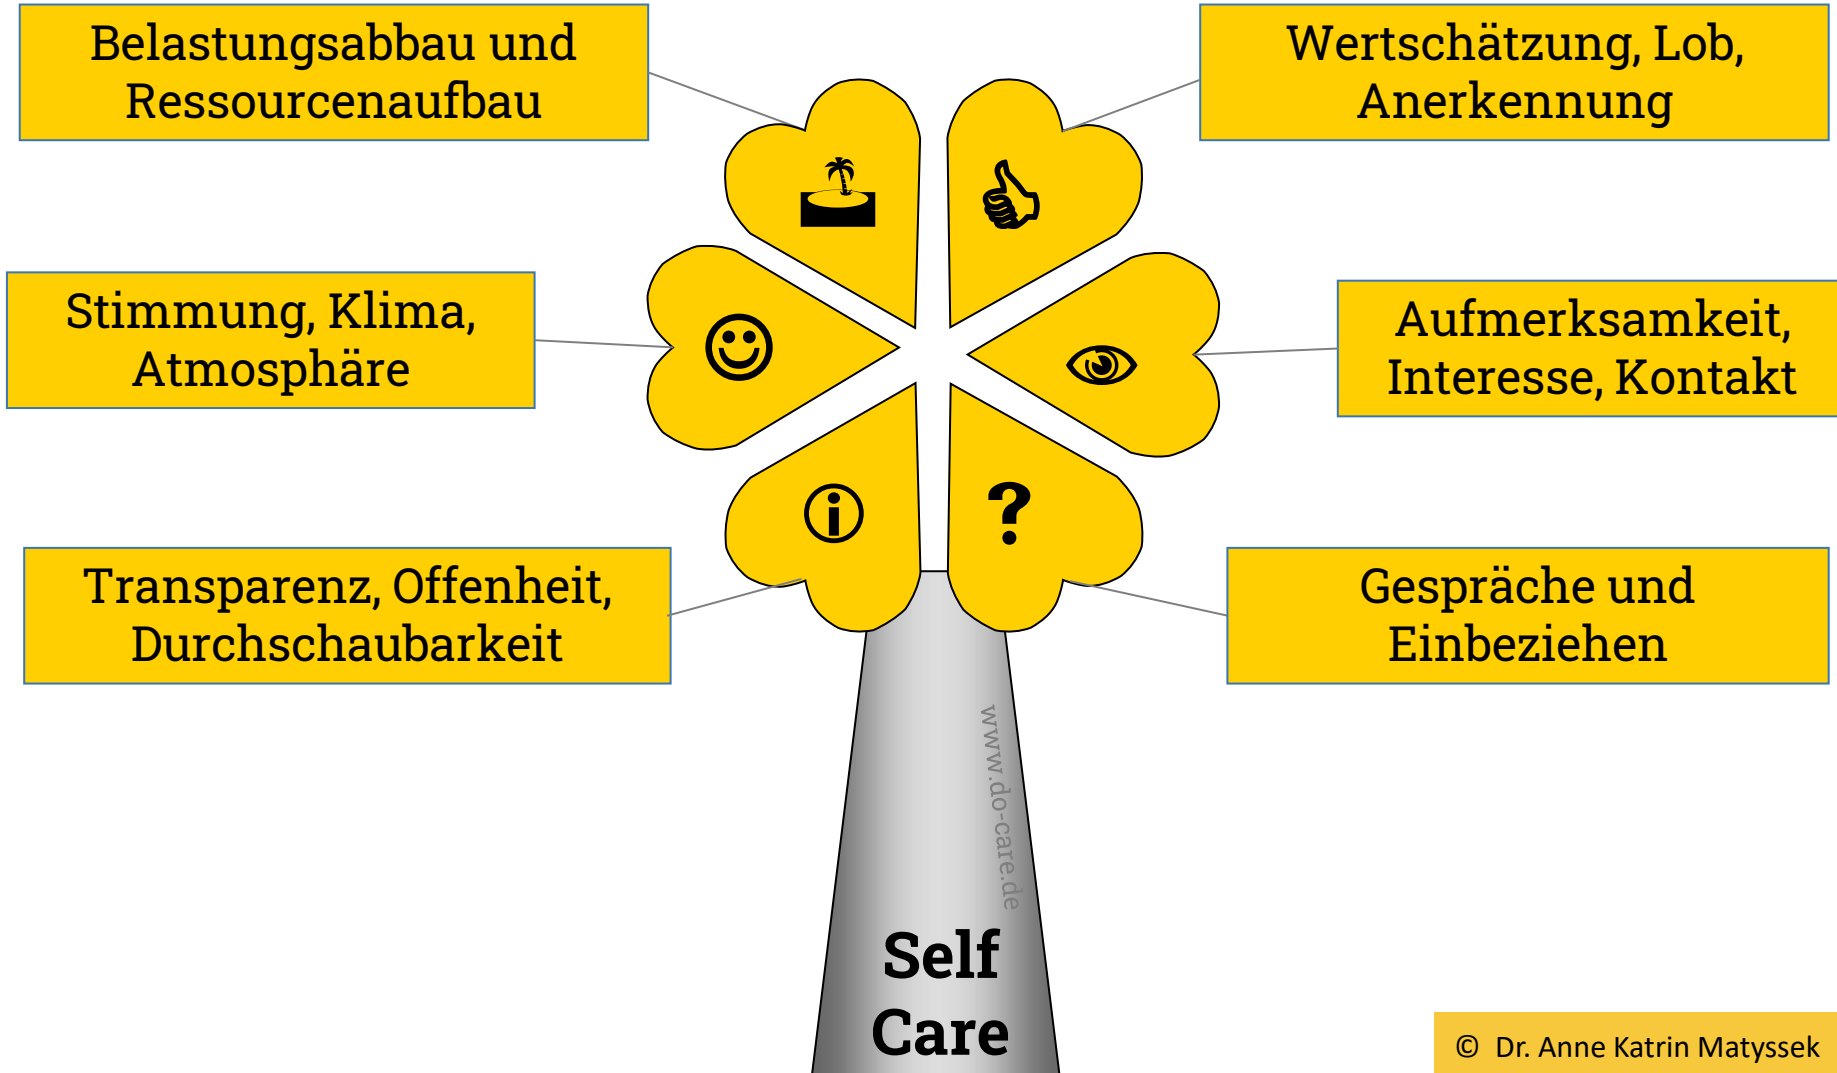 Belastungsabbau und
Ressourcenaufbau
Wertschätzung, Lob,
Anerkennung
Stimmung, Klima,
Atmosphäre
Aufmerksamkeit,
Interesse, Kontakt
Transparenz, Offenheit,
Durchschaubarkeit
?
Gespräche und
Einbeziehen
www.do-care.de
Self
Care
© Dr. Anne Katrin Matyssek